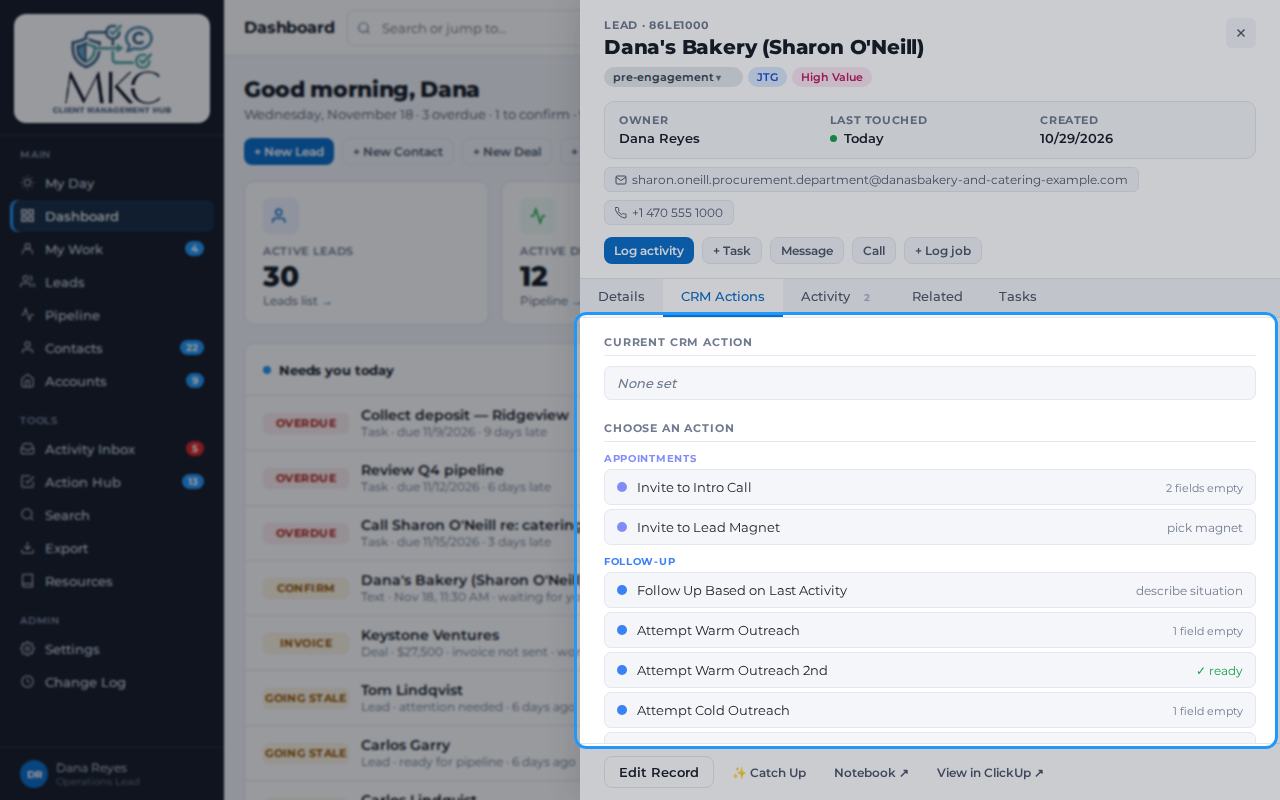 MKC
CLIENT MANAGEMENT HUB
MAIN
My Day
Dashboard
My Work 4
Leads
Pipeline
Contacts 22
Accounts 9
TOOLS
Activity Inbox 5
Action Hub 13
Search
Export
Resources
ADMIN
Settings
Change Log
DR Dana Reyes
Operations Lead
Dashboard
Search or jump to...
Good morning, Dana
Wednesday, November 18 · 3 overdue · 1 to confirm ·
+ New Lead + New Contact + New Deal +
ACTIVE LEADS
30
Leads list →
ACTIVE D
12
Pipeline →
Needs you today
OVERDUE Collect deposit — Ridgeview
Task · due 11/9/2026 · 9 days late
OVERDUE Review Q4 pipeline
Task · due 11/12/2026 · 6 days late
OVERDUE Call Sharon O'Neill re: catering
Task · due 11/15/2026 · 3 days late
CONFIRM Dana's Bakery (Sharon O'Neill
Text · Nov 18, 11:30 AM · waiting for
INVOICE Keystone Ventures
Deal · $27,500 · invoice not sent ·
GOING STALE Tom Lindqvist
Lead · attention needed · 6 days ago
GOING STALE Carlos Garry
Lead · ready for pipeline · 6 days ago
Carlos Lindqvist
LEAD · 86LE1000
Dana's Bakery (Sharon O'Neill)
pre-engagement ▾ JTG High Value
✕
OWNER LAST TOUCHED CREATED
Dana Reyes Today 10/29/2026
sharon.oneill.procurement.department@danasbakery-and-catering-example.com
+1 470 555 1000
Log activity + Task Message Call + Log job
Details CRM Actions Activity 2 Related Tasks
CURRENT CRM ACTION
None set
CHOOSE AN ACTION
APPOINTMENTS
Invite to Intro Call 2 fields empty
Invite to Lead Magnet pick magnet
FOLLOW-UP
Follow Up Based on Last Activity describe situation
Attempt Warm Outreach 1 field empty
Attempt Warm Outreach 2nd ✓ ready
Attempt Cold Outreach 1 field empty
Edit Record ✨ Catch Up Notebook ↗ View in ClickUp ↗